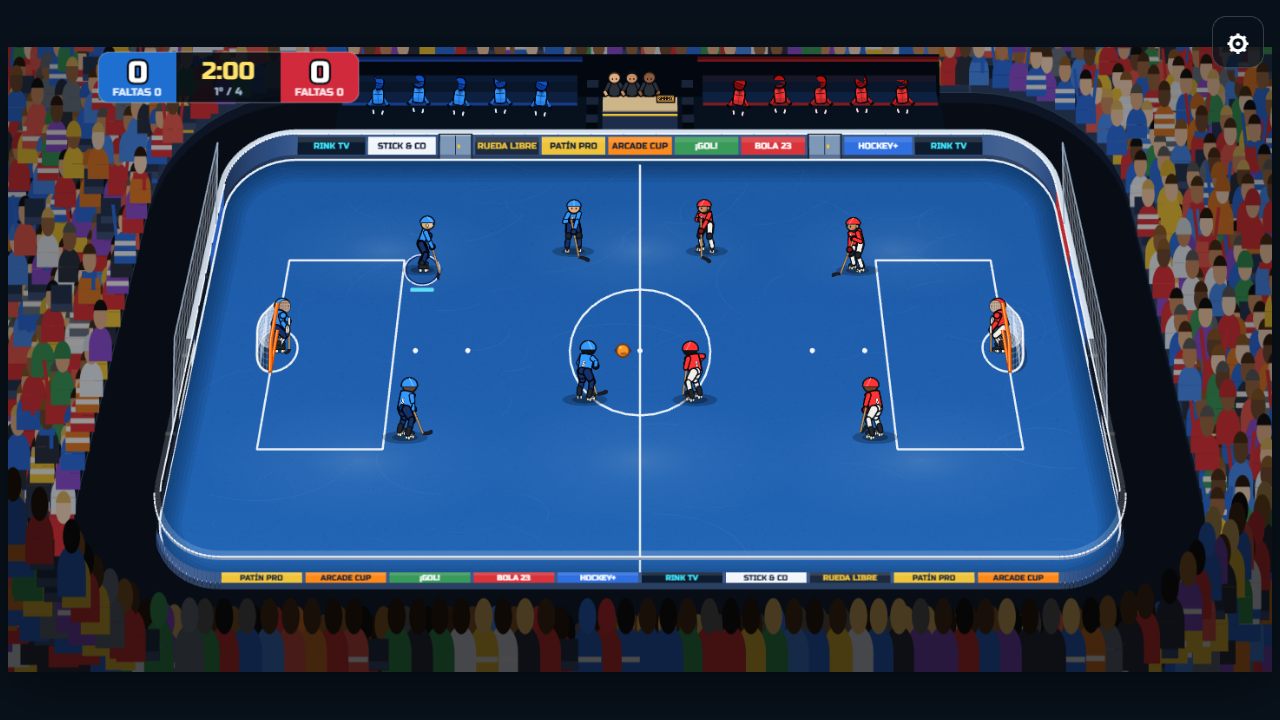 0 2:00 0
FALTAS 0 1º / 4 FALTAS 0
RINK TV STICK & CO RUEDA LIBRE PATÍN PRO ARCADE CUP ¡GOL! BOLA 23 HOCKEY+ RINK TV
PATÍN PRO ARCADE CUP ¡GOL! BOLA 23 HOCKEY+ RINK TV STICK & CO RUEDA LIBRE PATÍN PRO ARCADE CUP